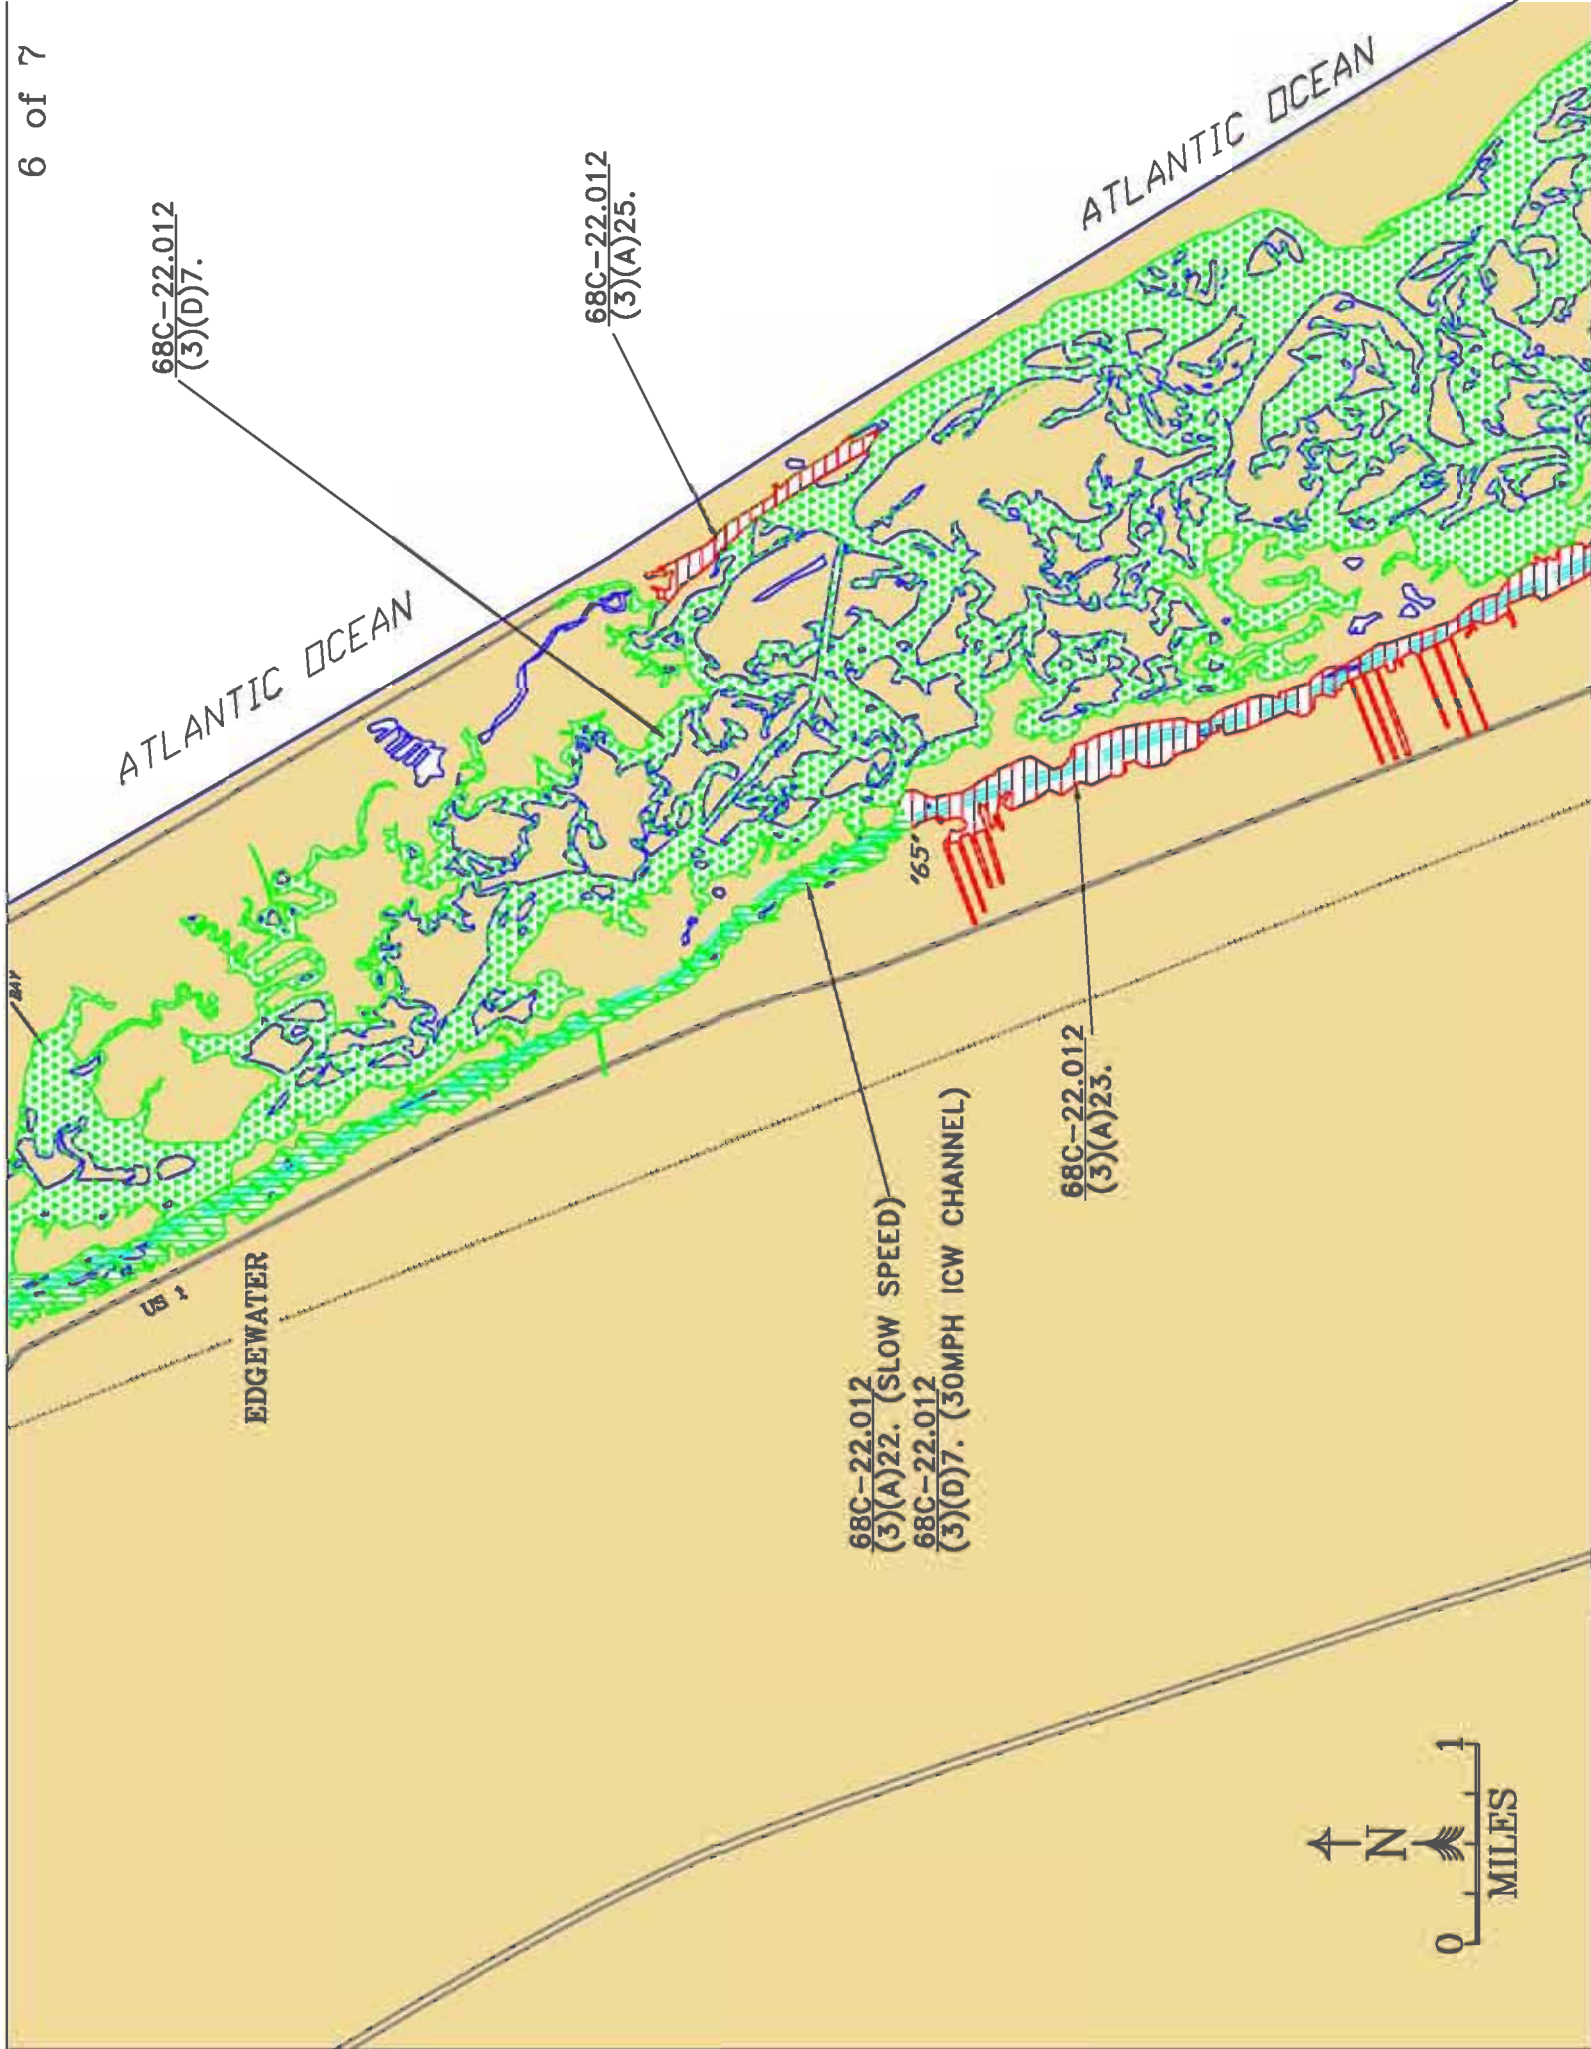 6 of 7
68C-22.012
(3)(D)7.
68C-22.012
(3)(A)25.
ATLANTIC OCEAN
ATLANTIC OCEAN
BAY
'65'
US 1
EDGEWATER
68C-22.012
(3)(A)22. (SLOW SPEED)
68C-22.012
(3)(D)7. (30MPH ICW CHANNEL)
68C-22.012
(3)(A)23.
N
0 1
MILES